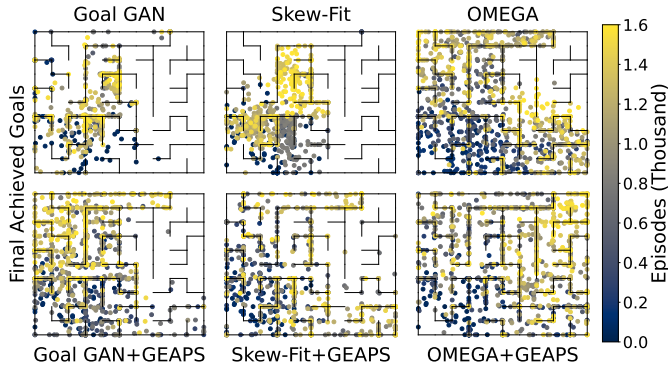 Goal GAN Skew-Fit OMEGA
Final Achieved Goals
Goal GAN+GEAPS Skew-Fit+GEAPS OMEGA+GEAPS
1.6
1.4
1.2
1.0
0.8
0.6
0.4
0.2
0.0
Episodes (Thousand)